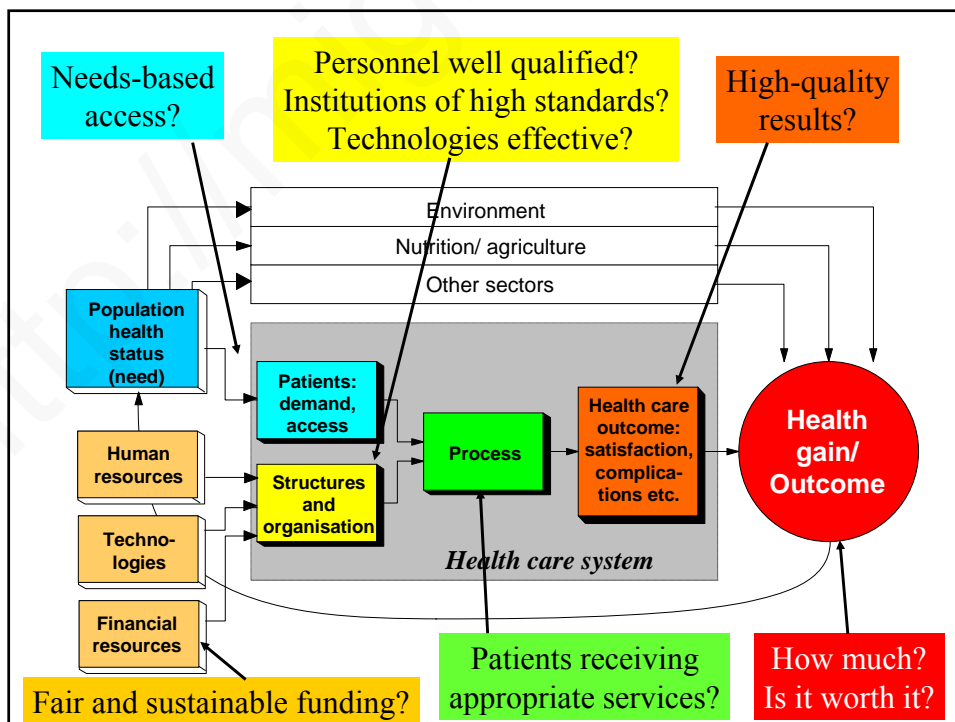 Needs-based
access?
Personnel well qualified?
Institutions of high standards?
Technologies effective?
High-quality
results?
Environment
Nutrition/ agriculture
Other sectors
Population
health
status
(need)
Patients:
demand,
access
Human
resources
Structures
and
organisation
Process
Health care
outcome:
satisfaction,
complica-
tions etc.
Health
gain/
Outcome
Techno-
logies
Health care system
Financial
resources
Fair and sustainable funding?
Patients receiving
appropriate services?
How much?
Is it worth it?
http://mig